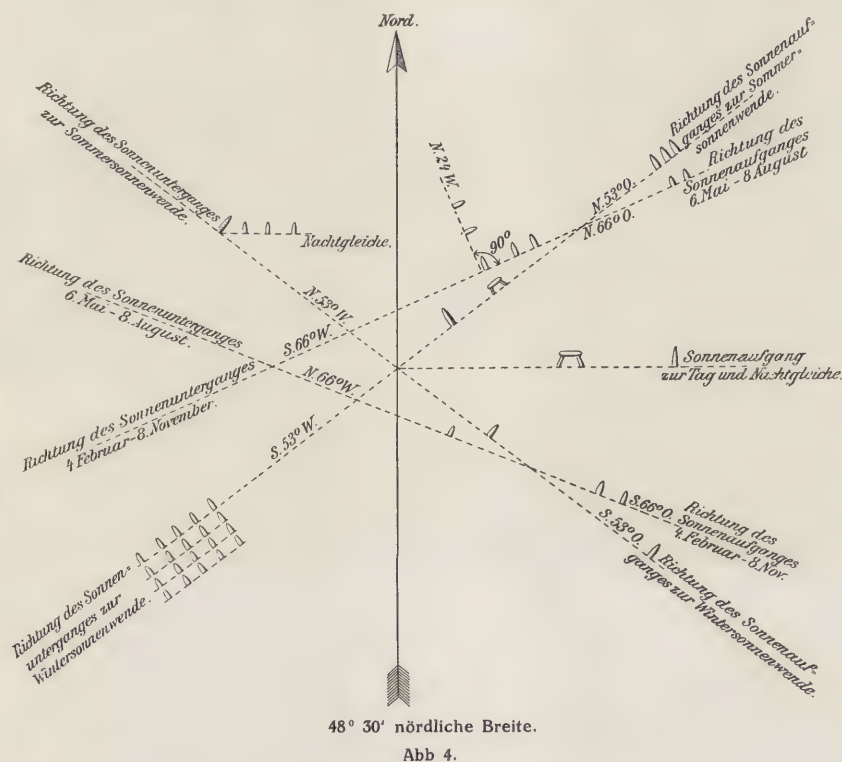 Nord.
Richtung des Sonnenunterganges
zur Sommersonnenwende.
Richtung des Sonnenauf-
ganges zur Sommer-
sonnenwende.
N. 24 W.
N. 53° O.
N. 66° O.
Richtung des
Sonnenaufganges
6. Mai - 8 August
90°
Nachtgleiche.
Richtung des Sonnenunterganges
6. Mai - 8. August.
N. 53° W.
S. 66° W.
N. 66° W.
Sonnenaufgang
zur Tag und Nachtgleiche.
Richtung des Sonnenunterganges
4 Februar - 8. November.
S. 53° W.
S. 66° O.
S. 53° O.
Richtung des
Sonnenaufganges
4. Februar - 8. Nov.
Richtung des Sonnenauf-
ganges zur Wintersonnenwende.
Richtung des Sonnen-
unterganges zur
Wintersonnenwende.
48° 30' nördliche Breite.
Abb 4.